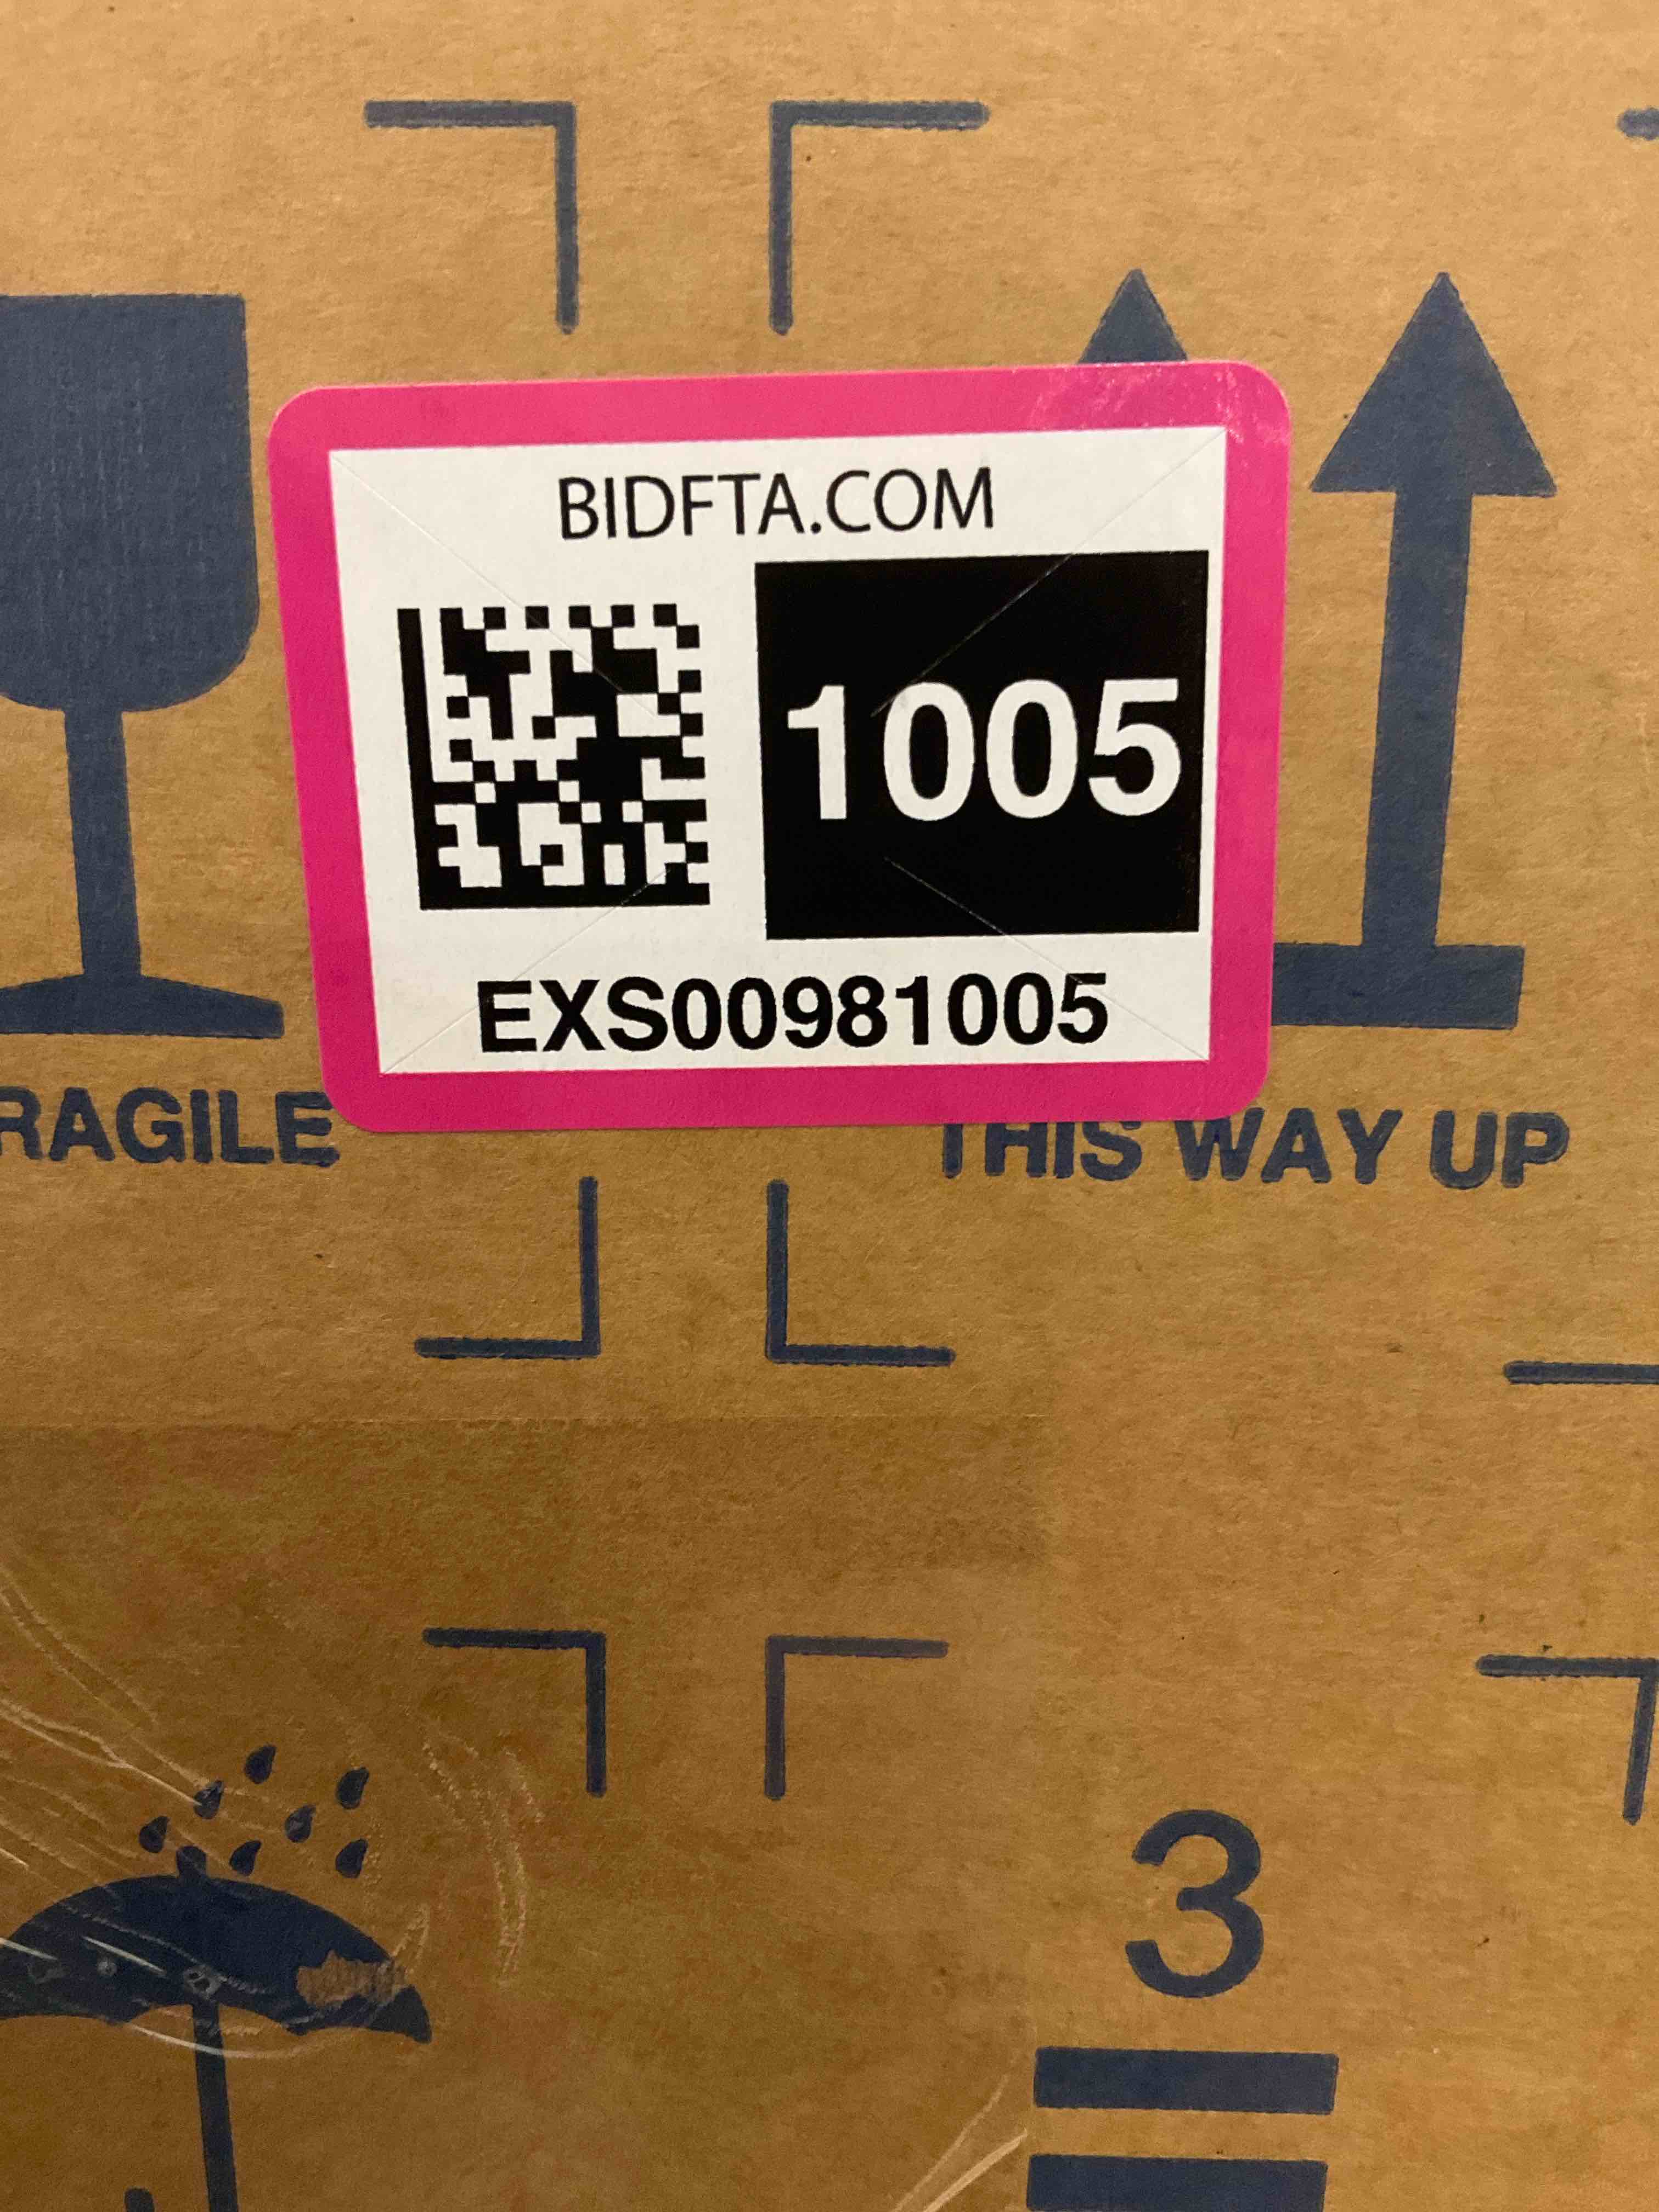 BIDFTA.COM
1005
EXS00981005
RAGILE
THIS WAY UP
3